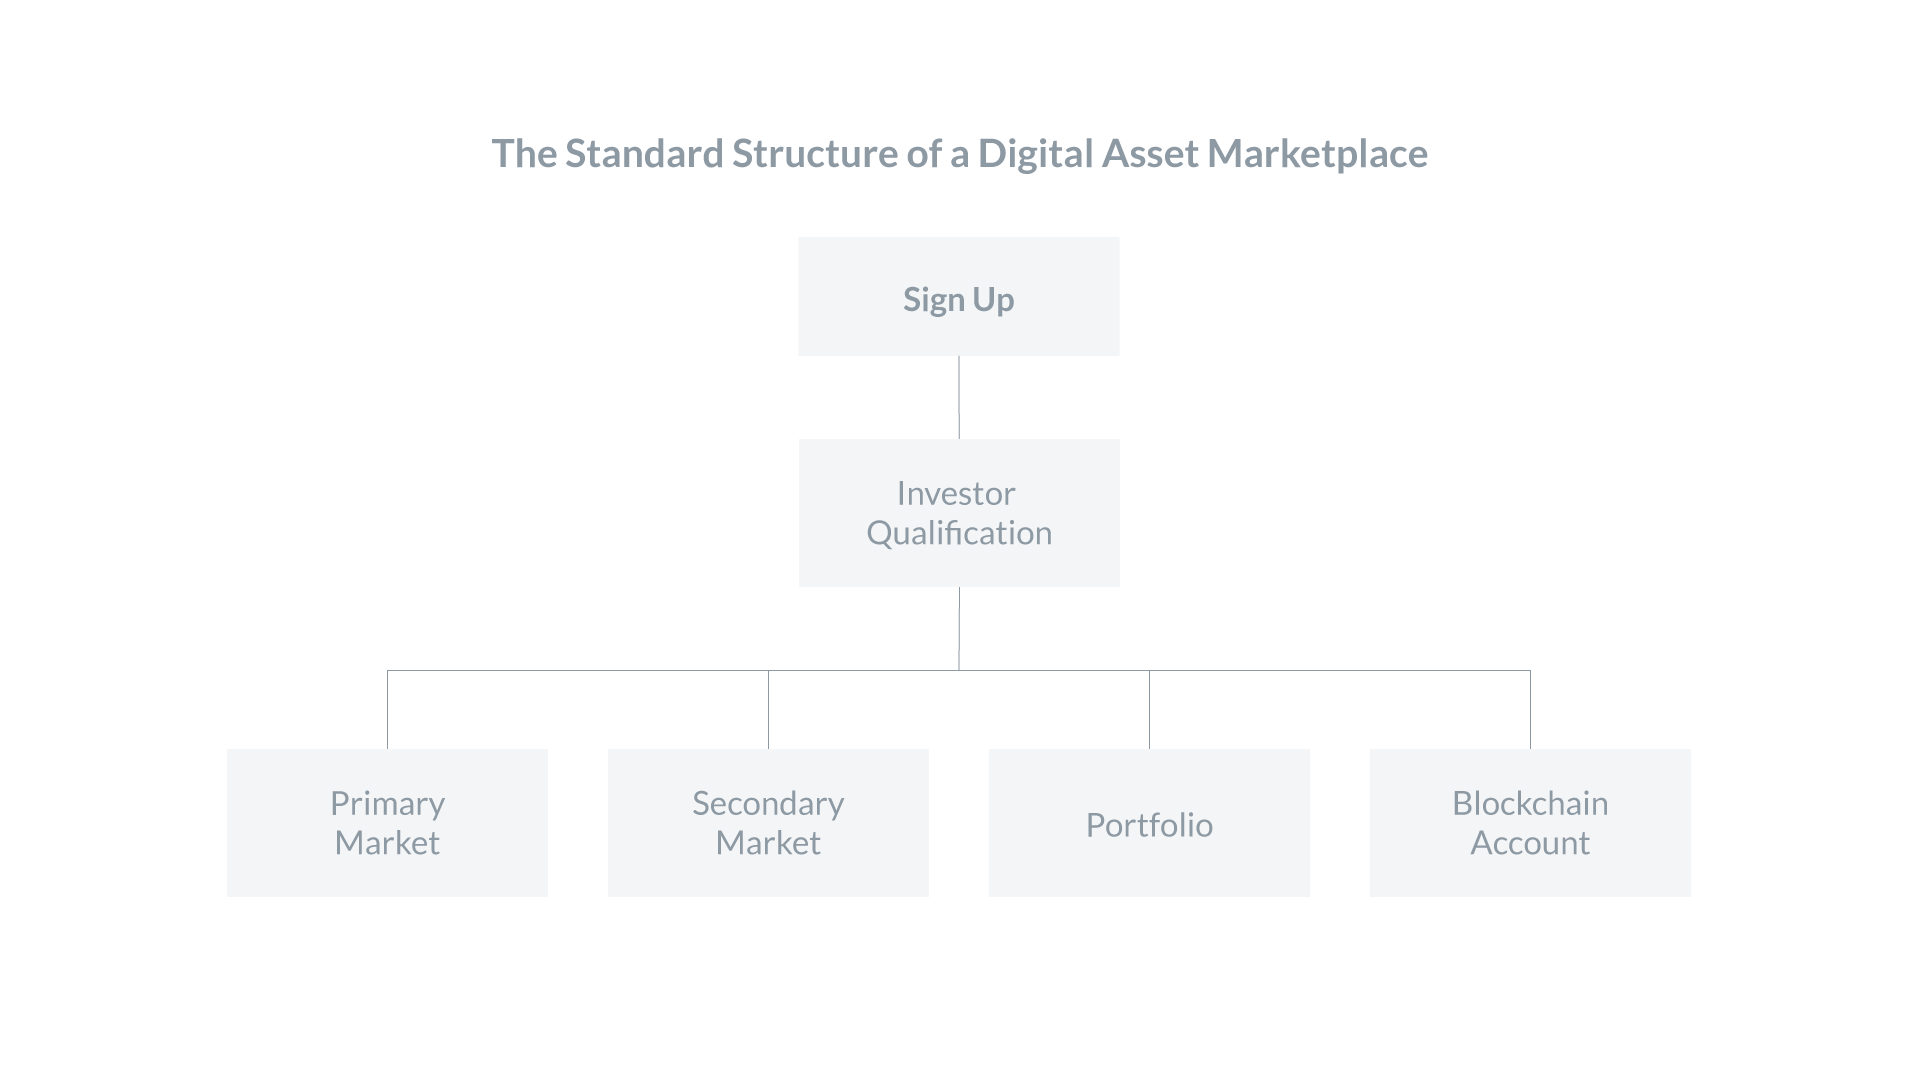 The Standard Structure of a Digital Asset Marketplace
Sign Up
Investor
Qualification
Primary
Market
Secondary
Market
Portfolio
Blockchain
Account